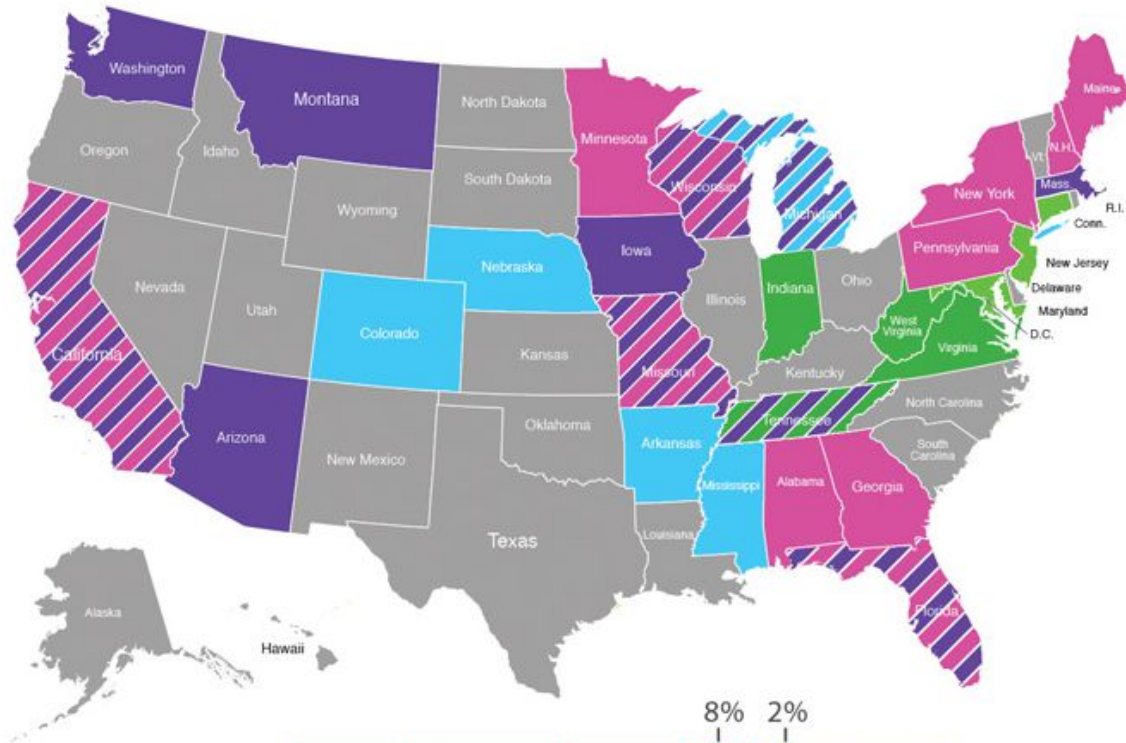 Washington
Montana
North Dakota
Minnesota
Maine
Oregon
Idaho
South Dakota
Wisconsin
Michigan
Vt.
N.H.
New York
Mass.
R.I.
Conn.
Wyoming
Nebraska
Iowa
Pennsylvania
New Jersey
Nevada
Utah
Colorado
Illinois
Indiana
Ohio
Delaware
Maryland
D.C.
West
Virginia
Virginia
California
Kansas
Missouri
Kentucky
Arizona
New Mexico
Oklahoma
Arkansas
Tennessee
North Carolina
South
Carolina
Mississippi
Alabama
Georgia
Texas
Louisiana
Florida
Alaska
Hawaii
8% 2%